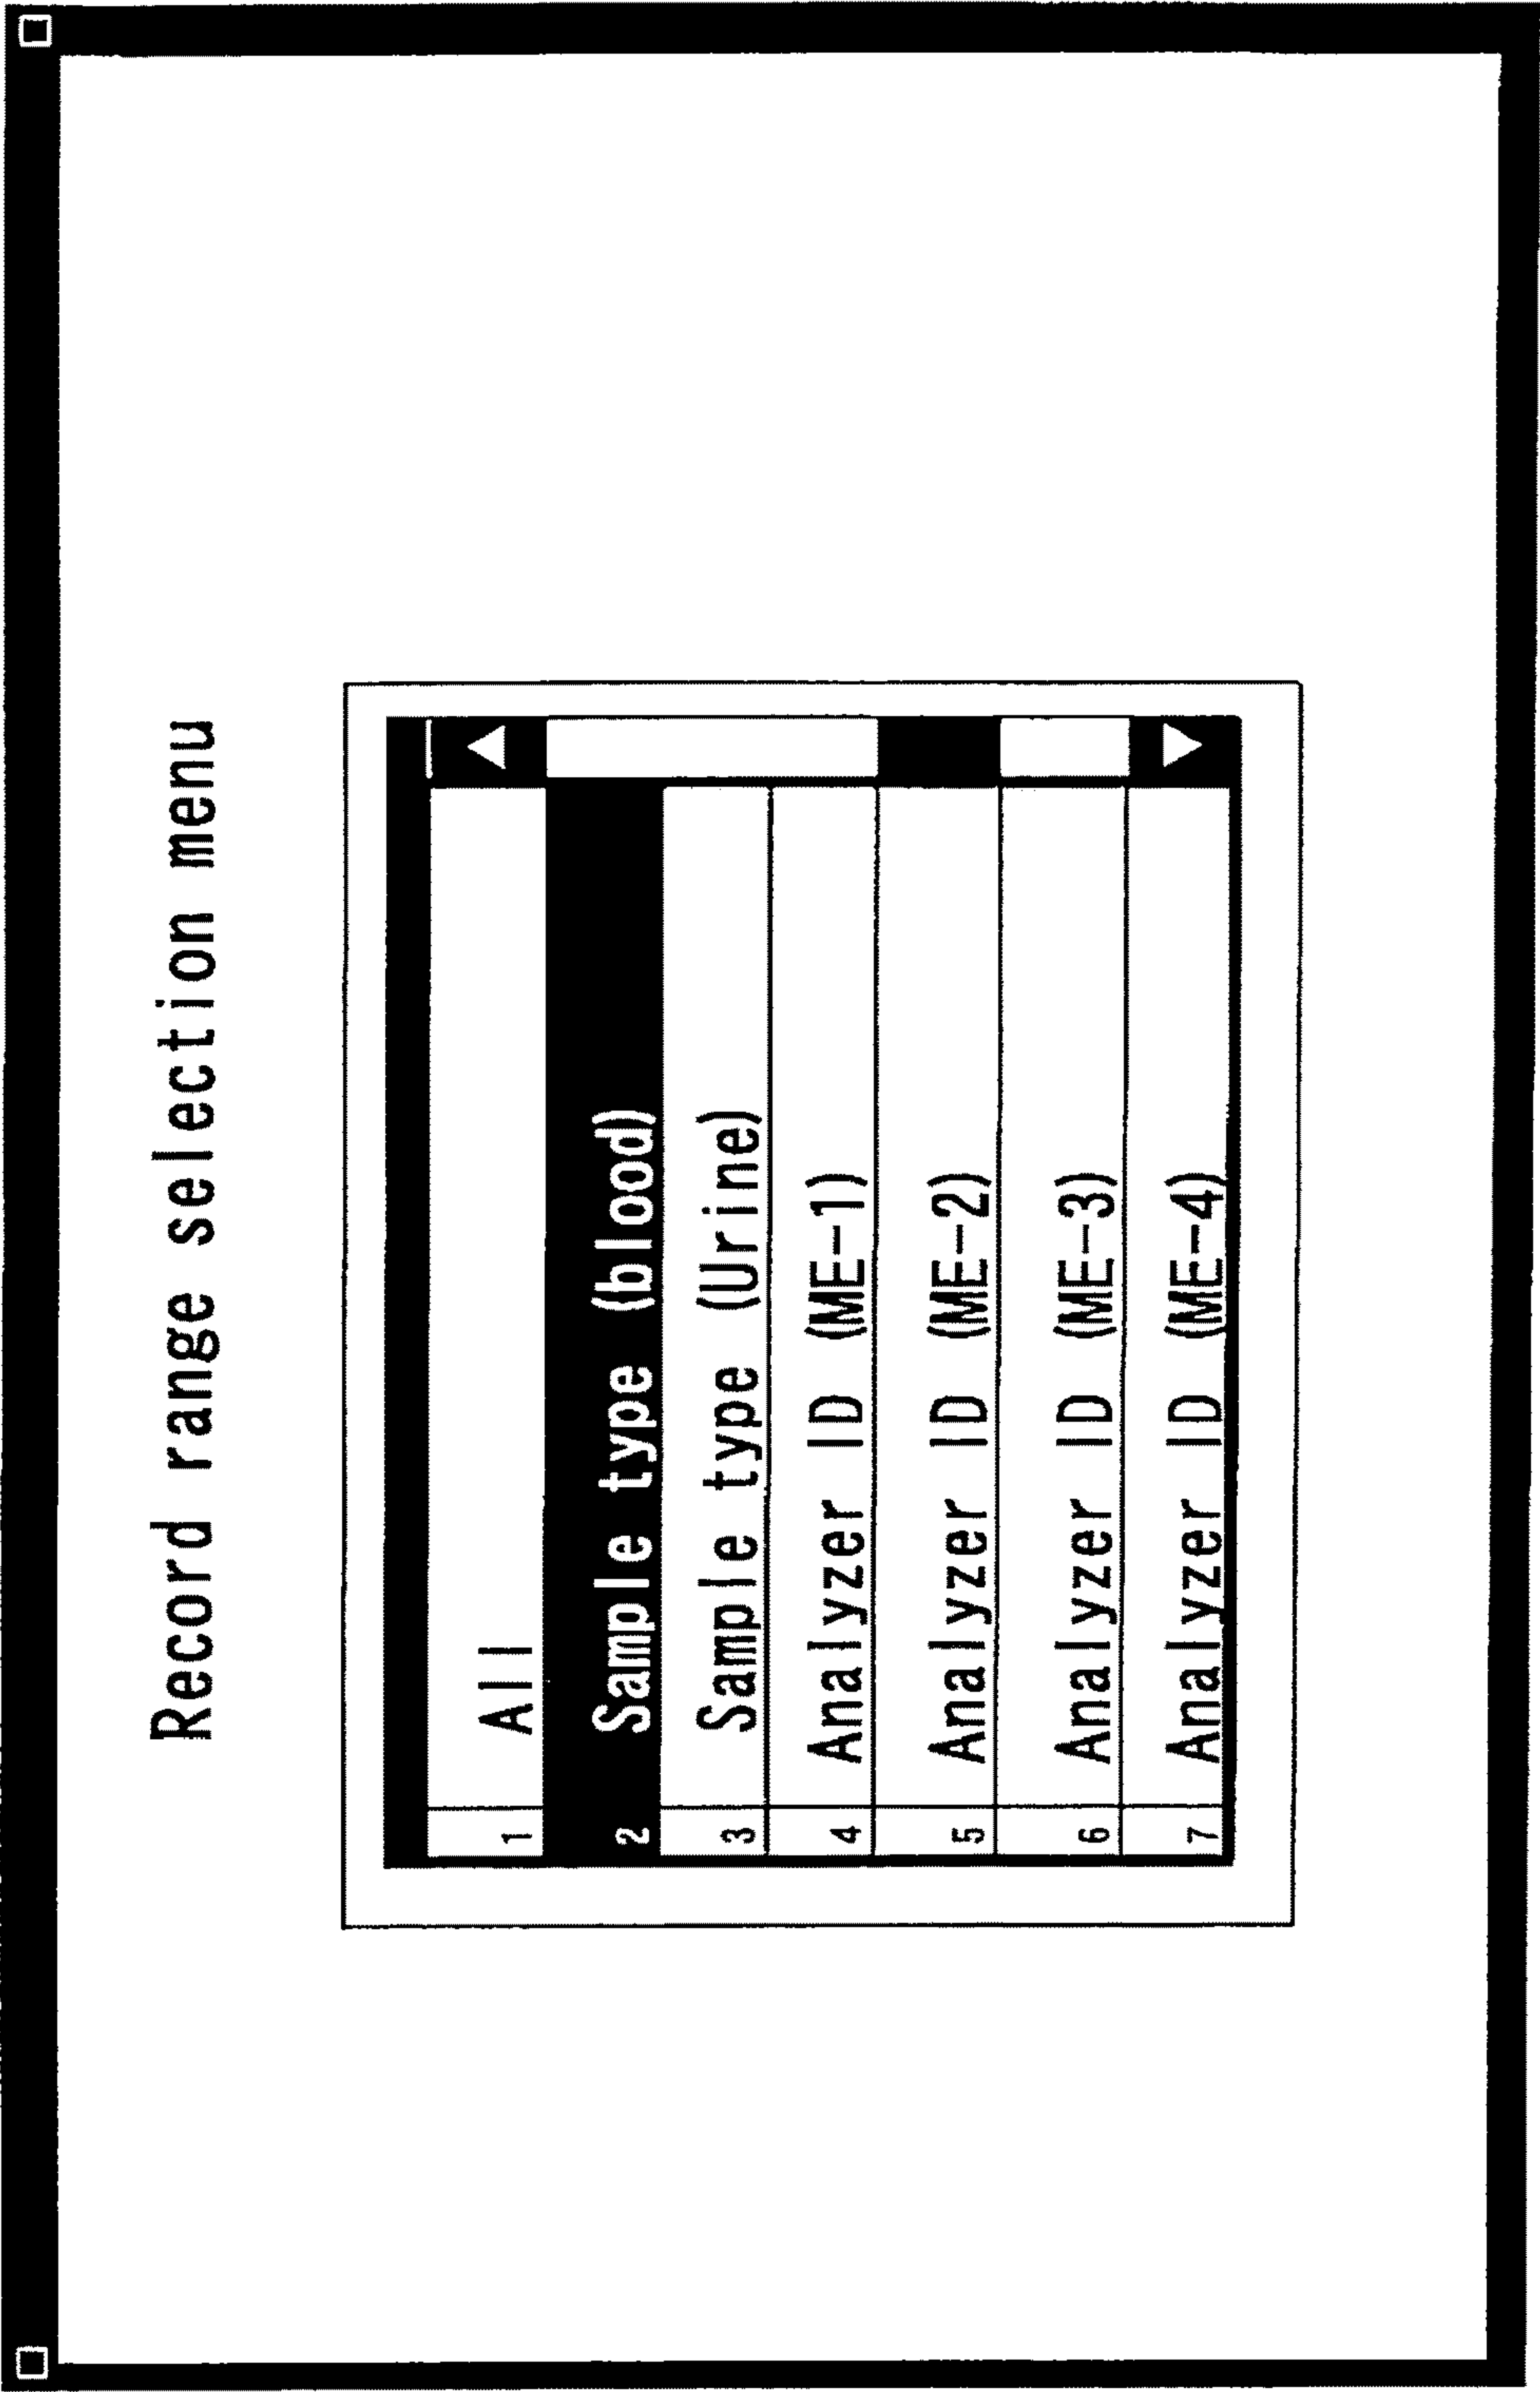 Record range selection menu
1 All
2 Sample type (blood)
3 Sample type (Urine)
4 Analyzer ID (ME-1)
5 Analyzer ID (ME-2)
6 Analyzer ID (ME-3)
7 Analyzer ID (ME-4)